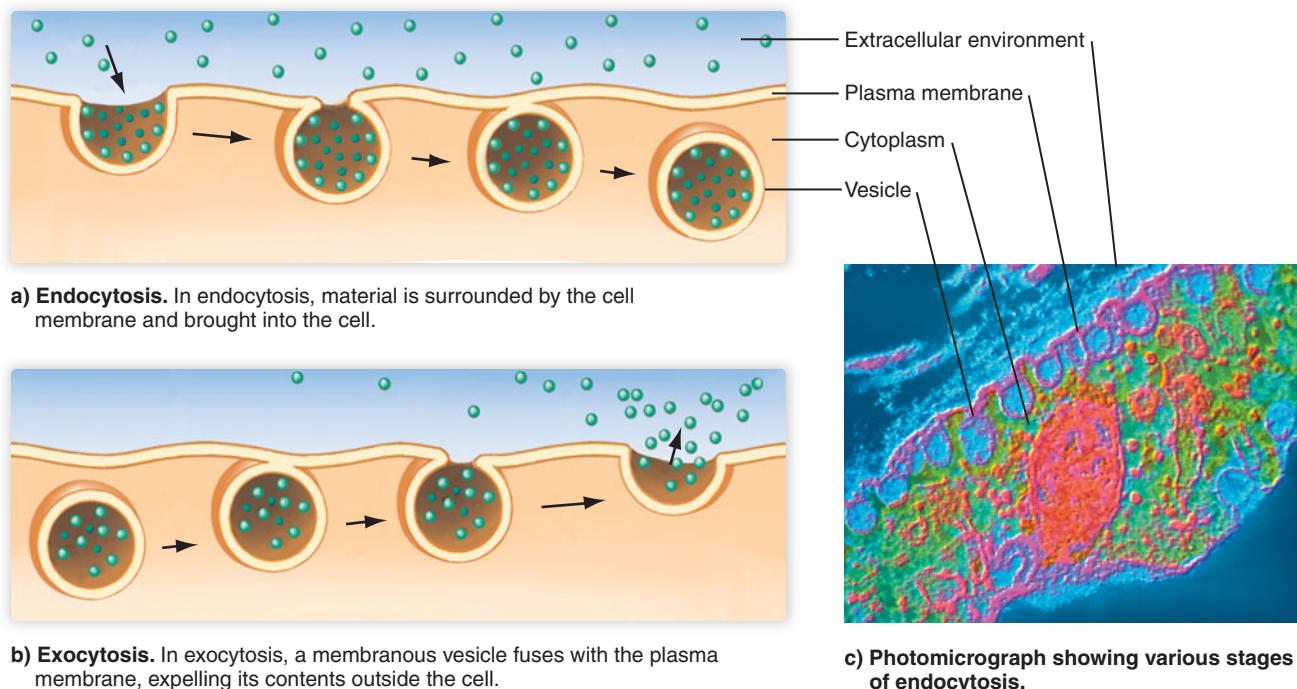 Extracellular environment
Plasma membrane
Cytoplasm
Vesicle
a) Endocytosis. In endocytosis, material is surrounded by the cell
membrane and brought into the cell.
b) Exocytosis. In exocytosis, a membranous vesicle fuses with the plasma
membrane, expelling its contents outside the cell.
c) Photomicrograph showing various stages
of endocytosis.